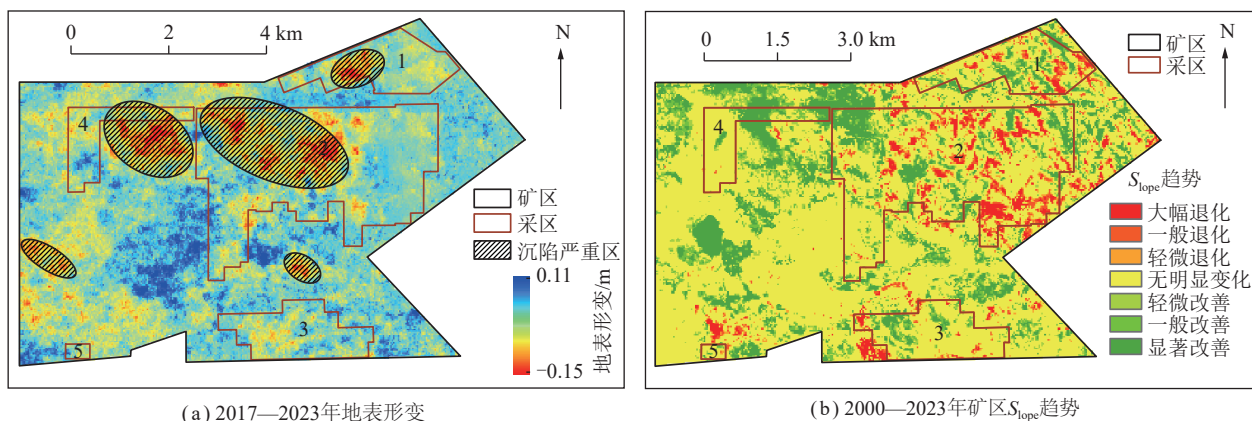 0 2 4 km
N
1
4
2
3
5
矿区
采区
沉陷严重区
0.11
地表形变/m
−0.15
(a) 2017—2023年地表形变
0 1.5 3.0 km
N
矿区
采区
1
4
2
3
5
Slope趋势
大幅退化
一般退化
轻微退化
无明显变化
轻微改善
一般改善
显著改善
(b) 2000—2023年矿区Slope趋势